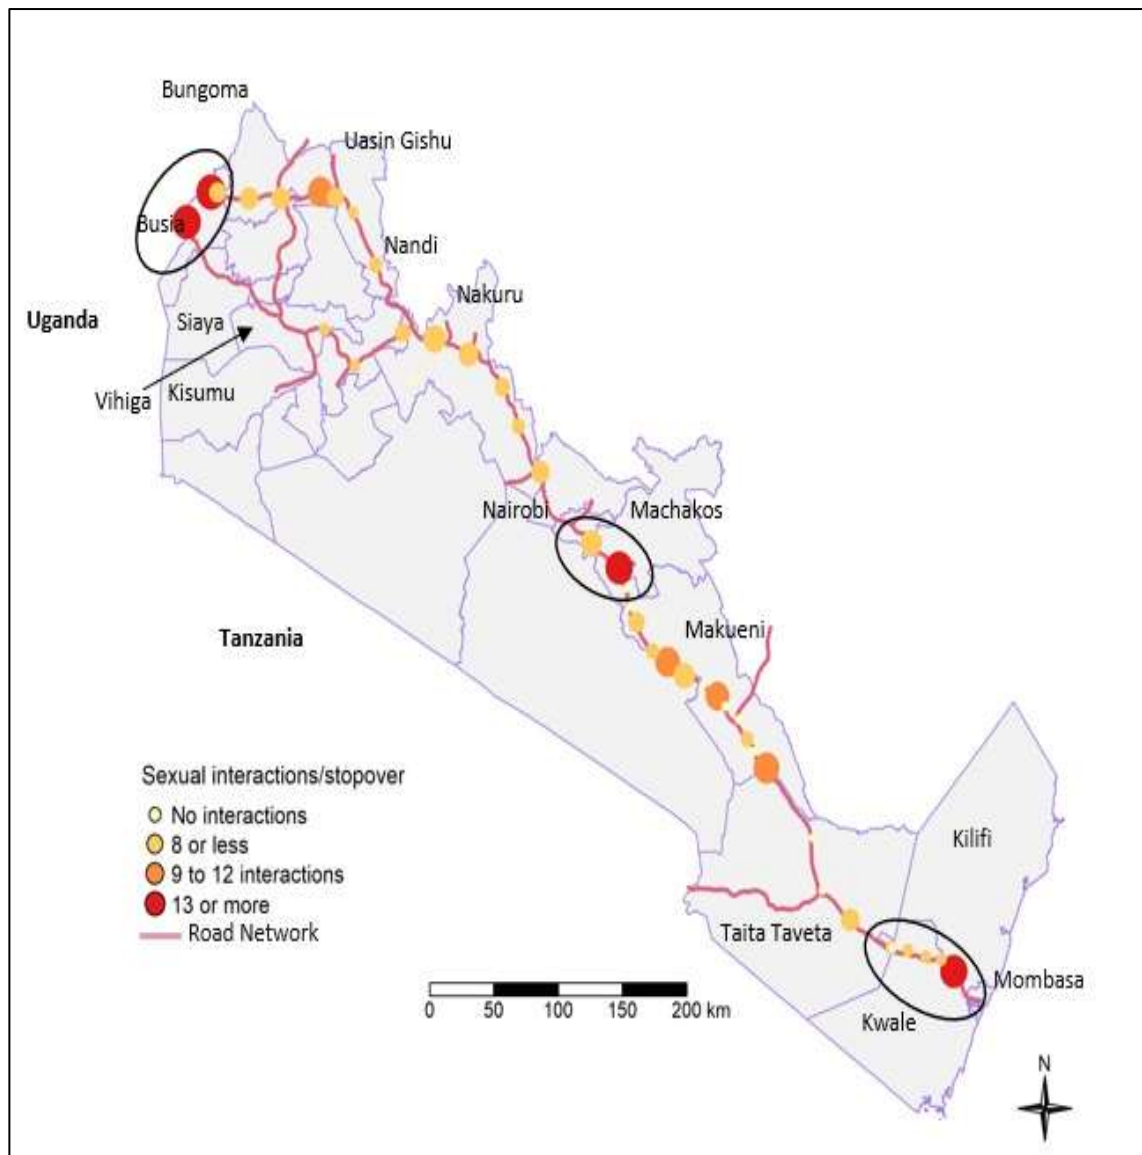 Bungoma
Uasin Gishu
Busia
Nandi
Nakuru
Uganda
Siaya
Vihiga
Kisumu
Nairobi
Machakos
Tanzania
Makueni
Sexual interactions/stopover
No interactions
8 or less
9 to 12 interactions
13 or more
Road Network
Kilifi
Taita Taveta
Mombasa
Kwale
0 50 100 150 200 km
N